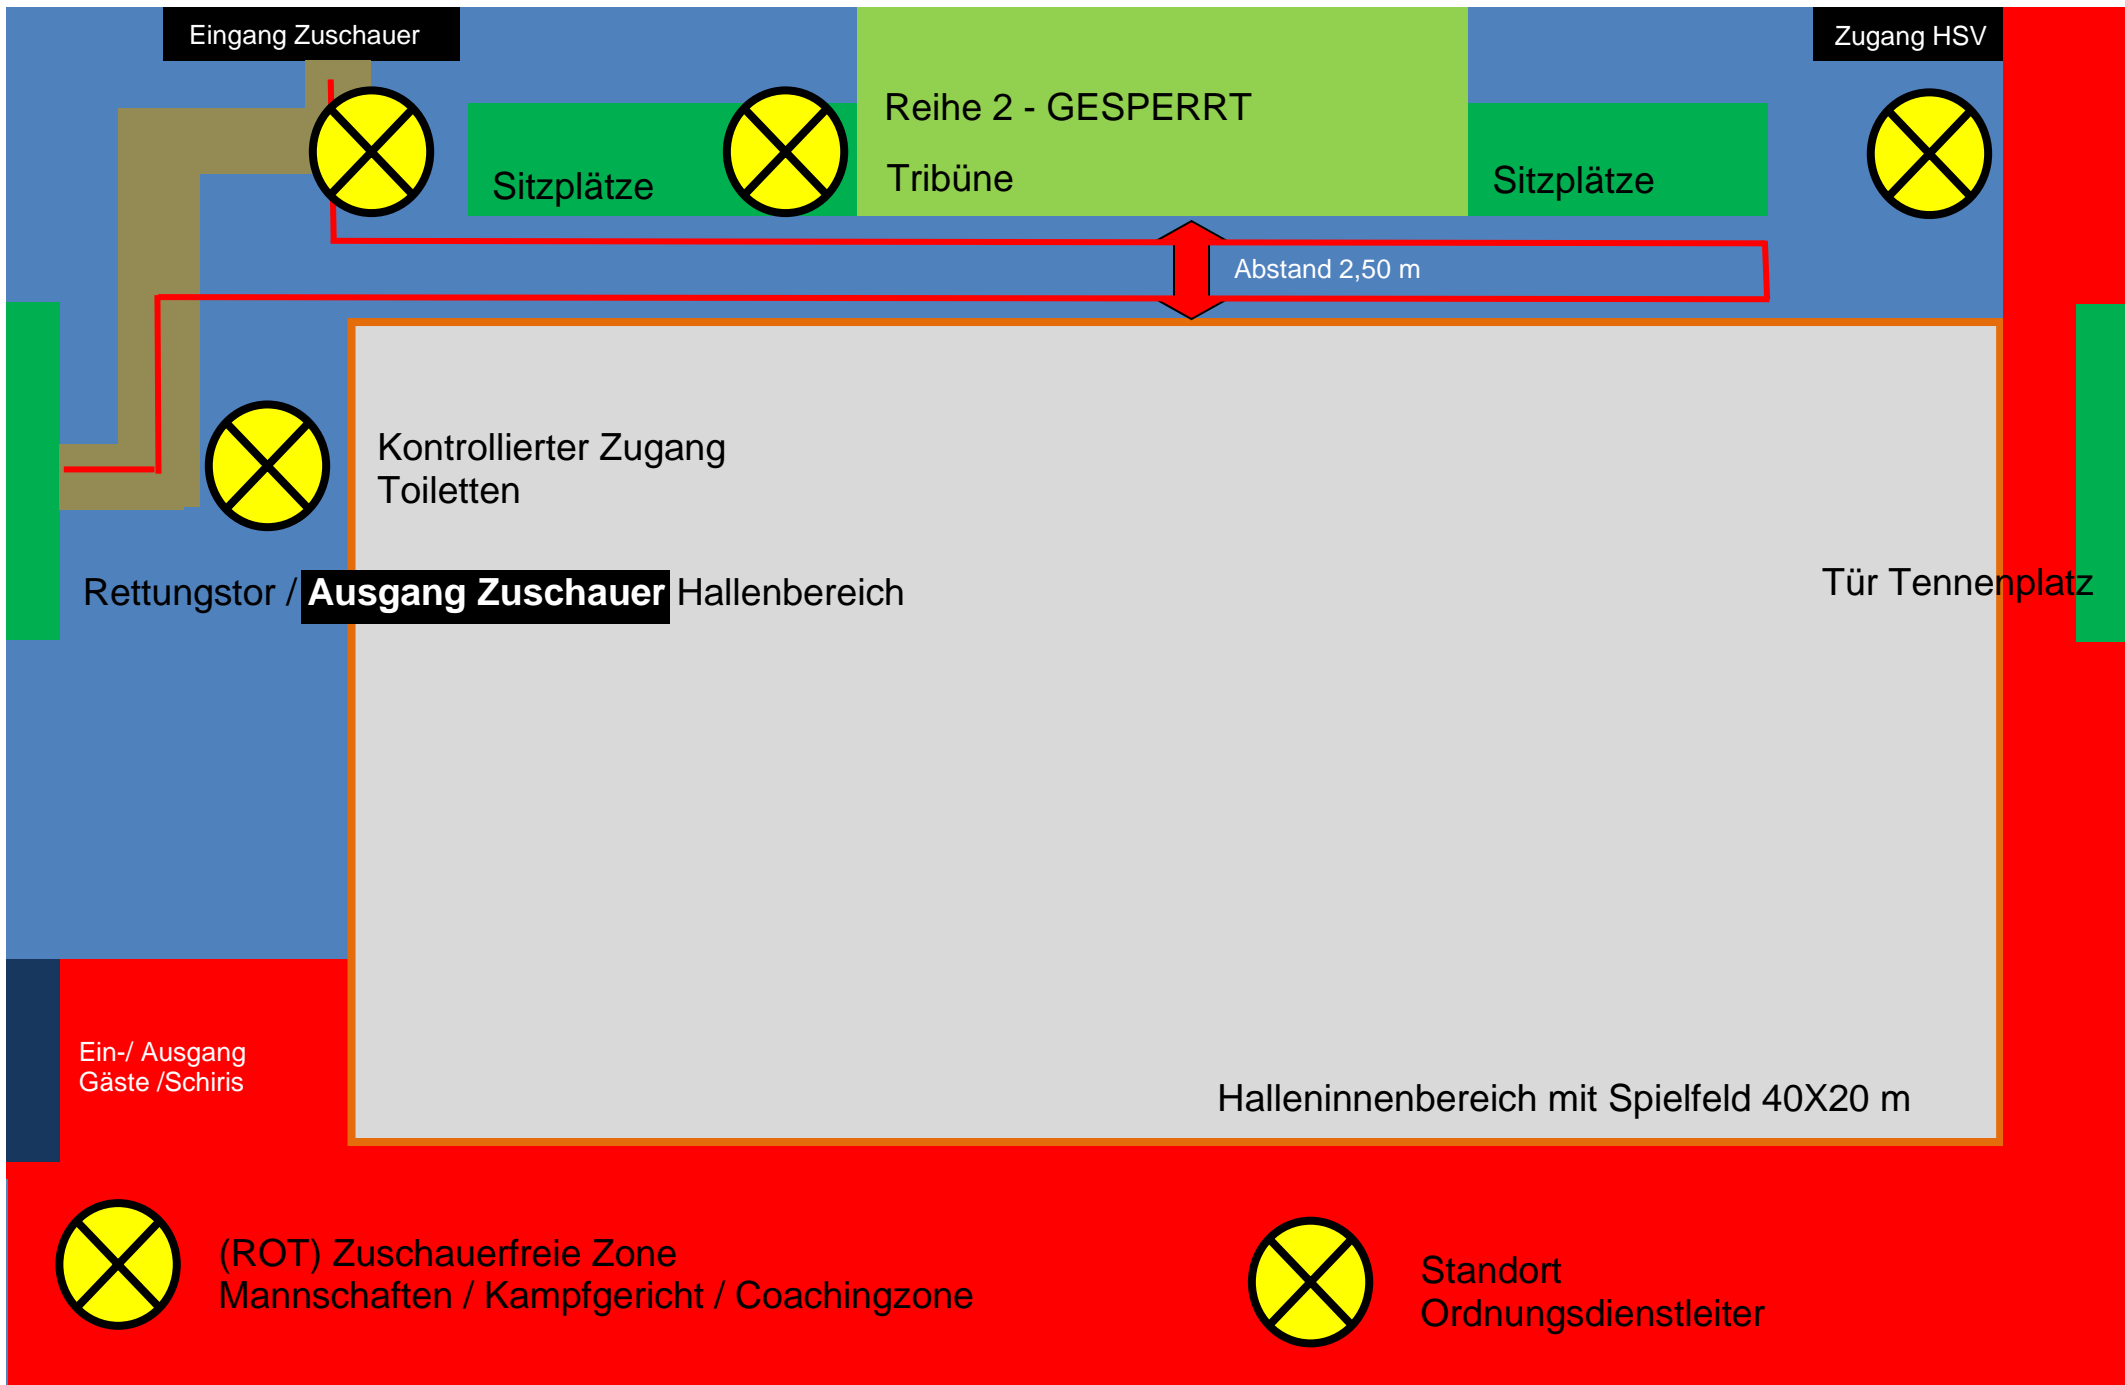 Eingang Zuschauer
Zugang HSV
Reihe 2 - GESPERRT
Tribüne
Sitzplätze
Sitzplätze
Abstand 2,50 m
Kontrollierter Zugang
Toiletten
Rettungstor / Ausgang Zuschauer Hallenbereich
Tür Tennenplatz
Ein-/ Ausgang
Gäste /Schiris
Halleninnenbereich mit Spielfeld 40X20 m
(ROT) Zuschauerfreie Zone
Mannschaften / Kampfgericht / Coachingzone
Standort
Ordnungsdienstleiter